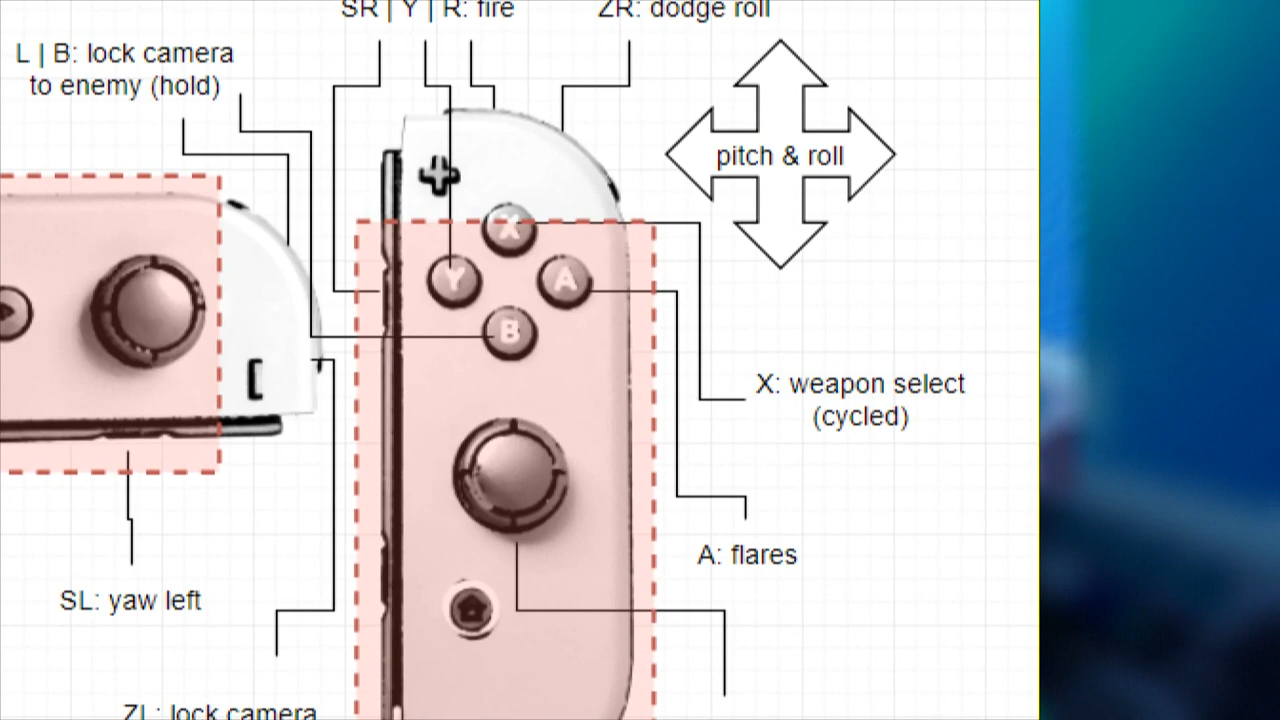 SR | Y | R: fire
ZR: dodge roll
L | B: lock camera
to enemy (hold)
pitch & roll
X
Y
A
B
X: weapon select
(cycled)
A: flares
SL: yaw left
ZL: lock camera